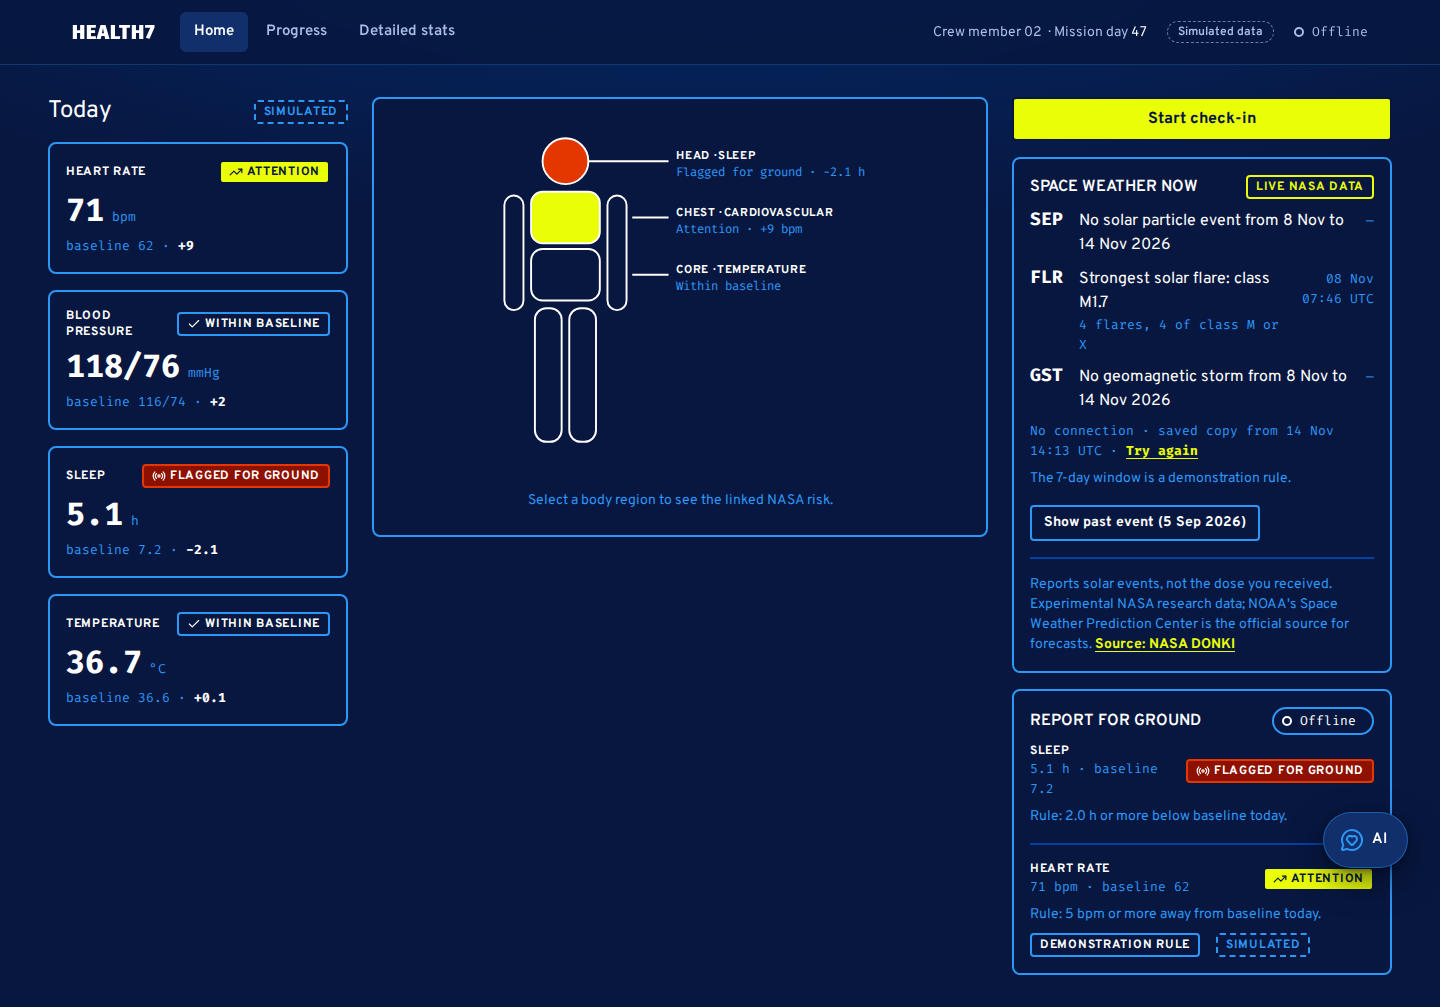 HEALTH7
Home
Progress
Detailed stats
Crew member 02 · Mission day 47
Simulated data
Offline
Today
SIMULATED
HEART RATE
ATTENTION
71 bpm
baseline 62 · +9
BLOOD
PRESSURE
WITHIN BASELINE
118/76 mmHg
baseline 116/74 · +2
SLEEP
FLAGGED FOR GROUND
5.1 h
baseline 7.2 · −2.1
TEMPERATURE
WITHIN BASELINE
36.7 °C
baseline 36.6 · +0.1
HEAD ·SLEEP
Flagged for ground · −2.1 h
CHEST ·CARDIOVASCULAR
Attention · +9 bpm
CORE ·TEMPERATURE
Within baseline
Select a body region to see the linked NASA risk.
Start check-in
SPACE WEATHER NOW
LIVE NASA DATA
SEP No solar particle event from 8 Nov to –
14 Nov 2026
FLR Strongest solar flare: class 08 Nov
M1.7 07:46 UTC
4 flares, 4 of class M or
X
GST No geomagnetic storm from 8 Nov to –
14 Nov 2026
No connection · saved copy from 14 Nov
14:13 UTC · Try again
The 7-day window is a demonstration rule.
Show past event (5 Sep 2026)
Reports solar events, not the dose you received.
Experimental NASA research data; NOAA's Space
Weather Prediction Center is the official source for
forecasts. Source: NASA DONKI
REPORT FOR GROUND
Offline
SLEEP
5.1 h · baseline
7.2
FLAGGED FOR GROUND
Rule: 2.0 h or more below baseline today.
AI
HEART RATE
71 bpm · baseline 62
ATTENTION
Rule: 5 bpm or more away from baseline today.
DEMONSTRATION RULE
SIMULATED